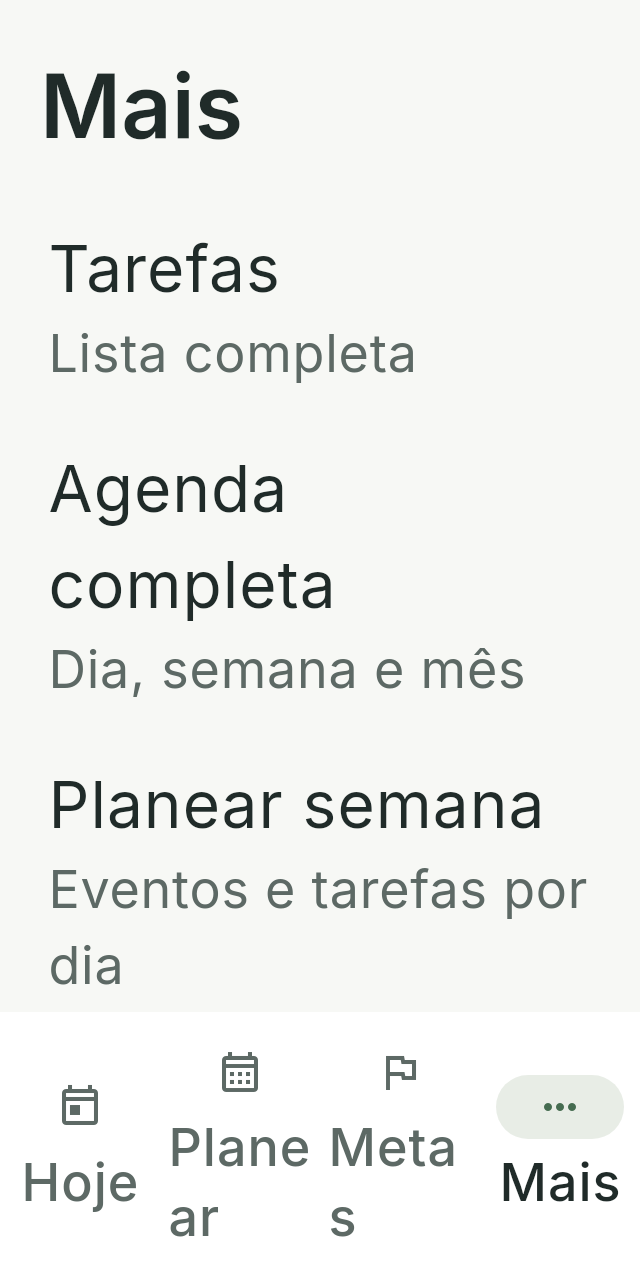 Mais
Tarefas
Lista completa
Agenda
completa
Dia, semana e mês
Planear semana
Eventos e tarefas por
dia
Hoje
Plane
ar
Meta
s
Mais